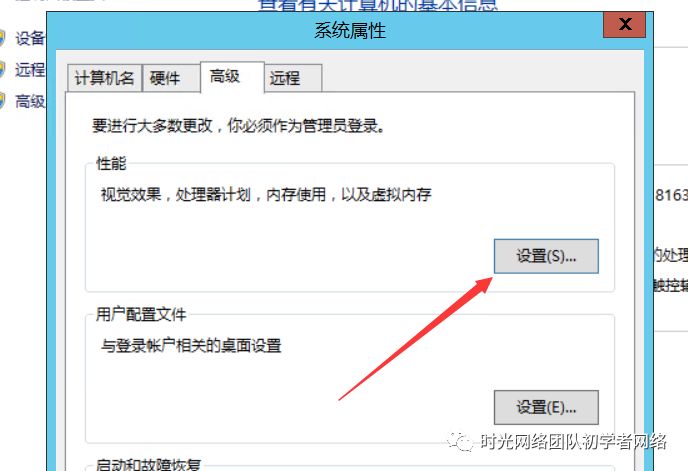 查看有关计算机的基本信息
系统属性
X
设备
远程
高级
计算机名 硬件 高级 远程
要进行大多数更改，你必须作为管理员登录。
性能
视觉效果，处理器计划，内存使用，以及虚拟内存
8163
设置(S)...
的处理
触控输
用户配置文件
与登录帐户相关的桌面设置
设置(E)...
时光网络团队初学者网络
启动和故障恢复